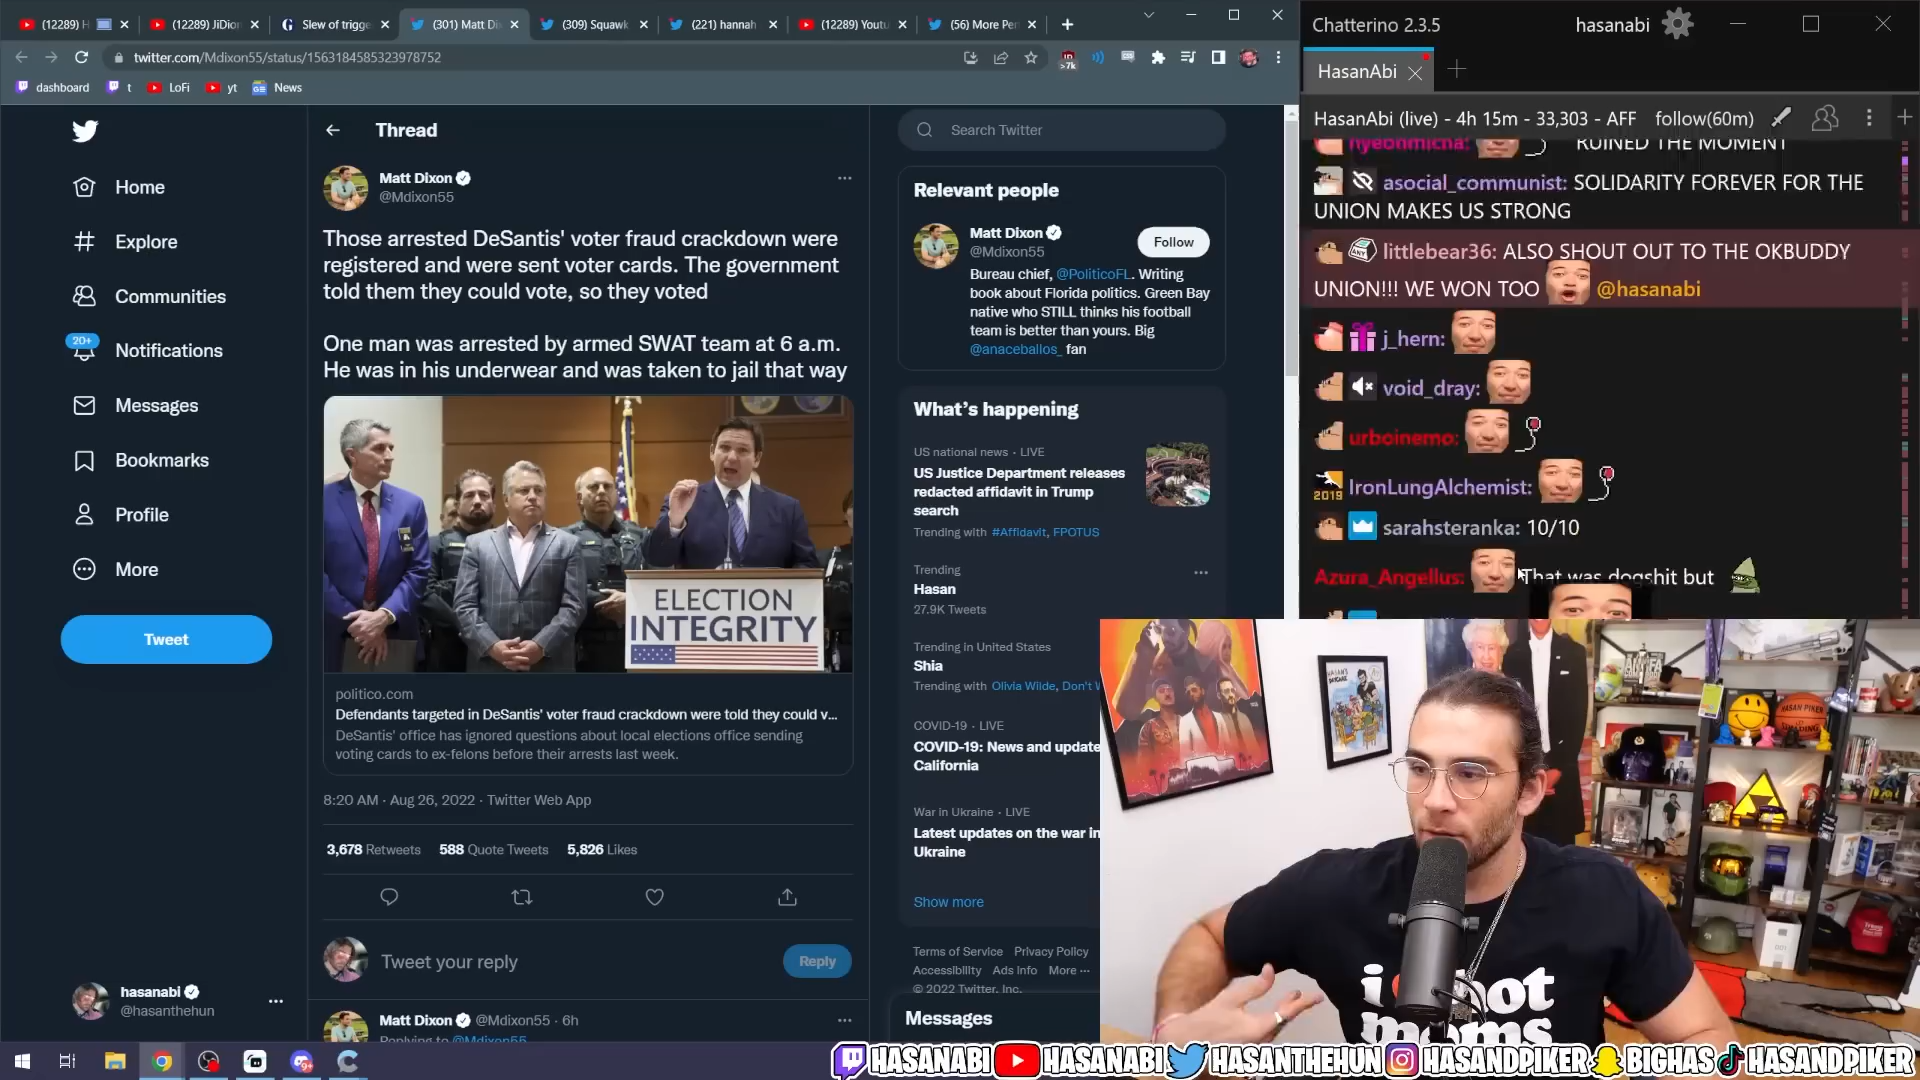 (12289) H
(12289) JiDion
Slew of trigge
(301) Matt Di
(309) Squawk
(221) hannah
(12289) Youtu
(56) More Per
twitter.com/Mdixon55/status/1563184585323978752
>7k
dashboard
t
LoFi
yt
News
Home
Explore
Communities
20+
Notifications
Messages
Bookmarks
Profile
More
Tweet
hasanabi
@hasanthehun
Thread
Matt Dixon
@Mdixon55
Those arrested DeSantis' voter fraud crackdown were
registered and were sent voter cards. The government
told them they could vote, so they voted
One man was arrested by armed SWAT team at 6 a.m.
He was in his underwear and was taken to jail that way
ELECTION
INTEGRITY
politico.com
Defendants targeted in DeSantis' voter fraud crackdown were told they could v...
DeSantis' office has ignored questions about local elections office sending
voting cards to ex-felons before their arrests last week.
8:20 AM · Aug 26, 2022 · Twitter Web App
3,678 Retweets 588 Quote Tweets 5,826 Likes
Tweet your reply
Reply
Matt Dixon @Mdixon55 · 6h
Replying to @Mdixon55
Search Twitter
Relevant people
Matt Dixon
@Mdixon55
Follow
Bureau chief, @PoliticoFL. Writing
book about Florida politics. Green Bay
native who STILL thinks his football
team is better than yours. Big
@anaceballos_ fan
What's happening
US national news · LIVE
US Justice Department releases
redacted affidavit in Trump
search
Trending with #Affidavit, FPOTUS
Trending
Hasan
27.9K Tweets
Trending in United States
Shia
Trending with Olivia Wilde, Don't W
COVID-19 · LIVE
COVID-19: News and update
California
War in Ukraine · LIVE
Latest updates on the war in
Ukraine
Show more
Terms of Service Privacy Policy
Accessibility Ads info More ···
© 2022 Twitter, Inc.
Messages
Chatterino 2.3.5
hasanabi
HasanAbi
HasanAbi (live) - 4h 15m - 33,303 - AFF follow(60m)
hyeonmicha: RUINED THE MOMENT
asocial_communist: SOLIDARITY FOREVER FOR THE
UNION MAKES US STRONG
littlebear36: ALSO SHOUT OUT TO THE OKBUDDY
UNION!!! WE WON TOO @hasanabi
j_hern:
void_dray:
urboinemo:
2019 IronLungAlchemist:
sarahsteranka: 10/10
Azura_Angellus: That was dogshit but
HASAN PIKER
i hot
moms
HASANABI HASANABI HASANTHEHUN HASANDPIKER BIGHAS HASANDPIKER